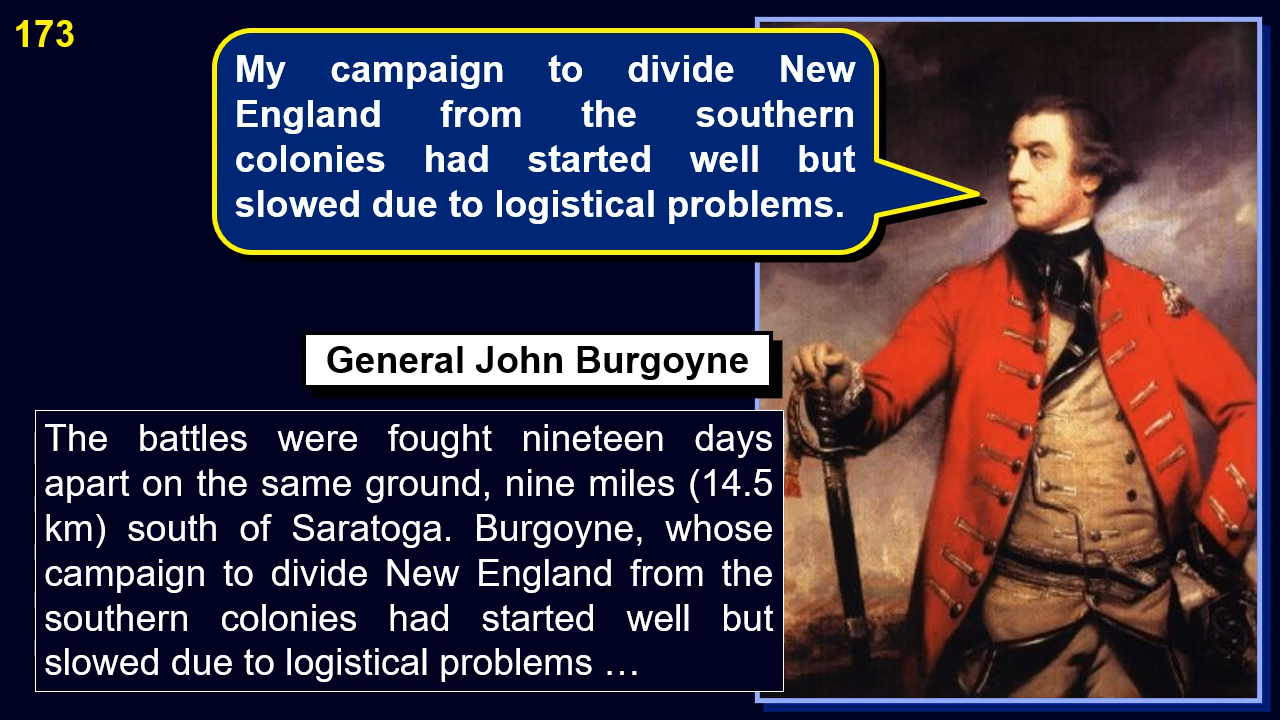 173
My campaign to divide New
England from the southern
colonies had started well but
slowed due to logistical problems.
General John Burgoyne
The battles were fought nineteen days
apart on the same ground, nine miles (14.5
km) south of Saratoga. Burgoyne, whose
campaign to divide New England from the
southern colonies had started well but
slowed due to logistical problems …